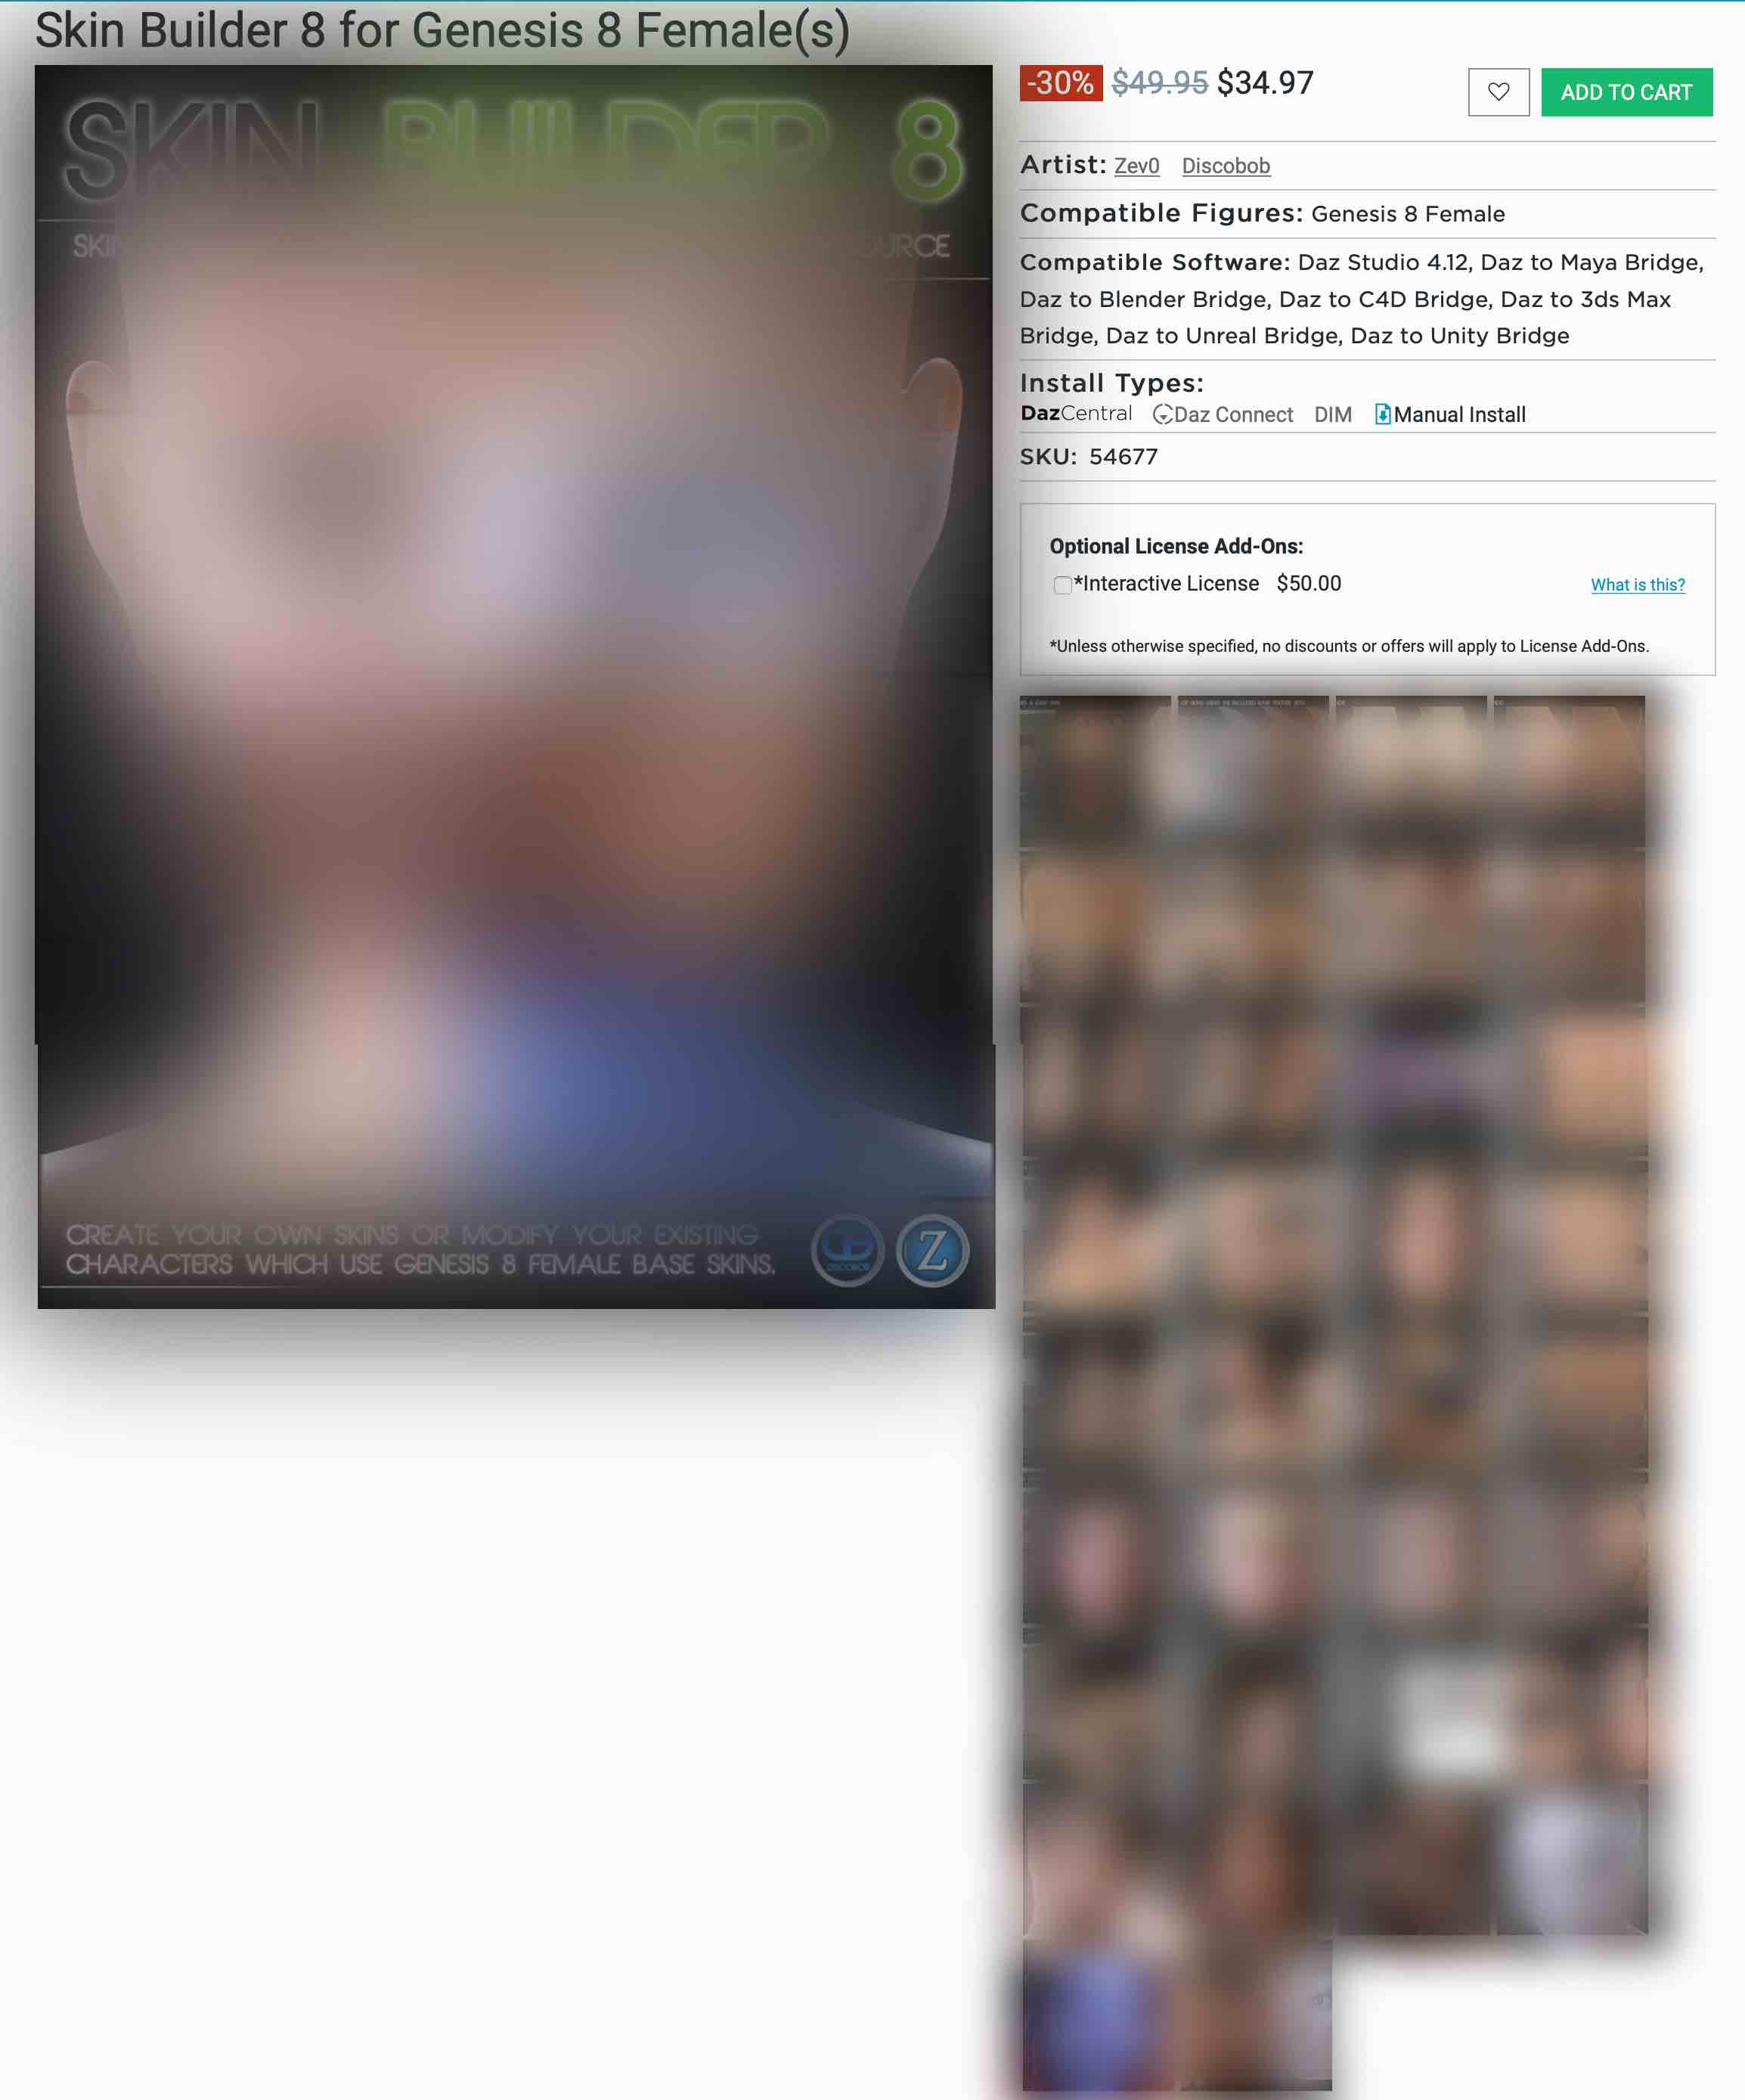 Skin Builder 8 for Genesis 8 Female(s)
SKIN BUILDER 8
CREATE YOUR OWN SKINS OR MODIFY YOUR EXISTING
CHARACTERS WHICH USE GENESIS 8 FEMALE BASE SKINS.
DISCOBOB
Z
-30% $49.95 $34.97
ADD TO CART
Artist: Zev0 Discobob
Compatible Figures: Genesis 8 Female
Compatible Software: Daz Studio 4.12, Daz to Maya Bridge,
Daz to Blender Bridge, Daz to C4D Bridge, Daz to 3ds Max
Bridge, Daz to Unreal Bridge, Daz to Unity Bridge
Install Types:
DazCentral Daz Connect DIM Manual Install
SKU: 54677
Optional License Add-Ons:
*Interactive License $50.00 What is this?
*Unless otherwise specified, no discounts or offers will apply to License Add-Ons.